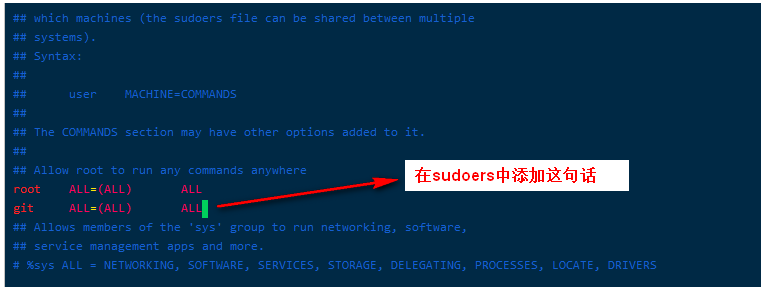 ## which machines (the sudoers file can be shared between multiple
## systems).
## Syntax:
##
##      user    MACHINE=COMMANDS
##
## The COMMANDS section may have other options added to it.
##
## Allow root to run any commands anywhere
root    ALL=(ALL)       ALL
git     ALL=(ALL)       ALL
在sudoers中添加这句话
## Allows members of the 'sys' group to run networking, software,
## service management apps and more.
# %sys ALL = NETWORKING, SOFTWARE, SERVICES, STORAGE, DELEGATING, PROCESSES, LOCATE, DRIVERS